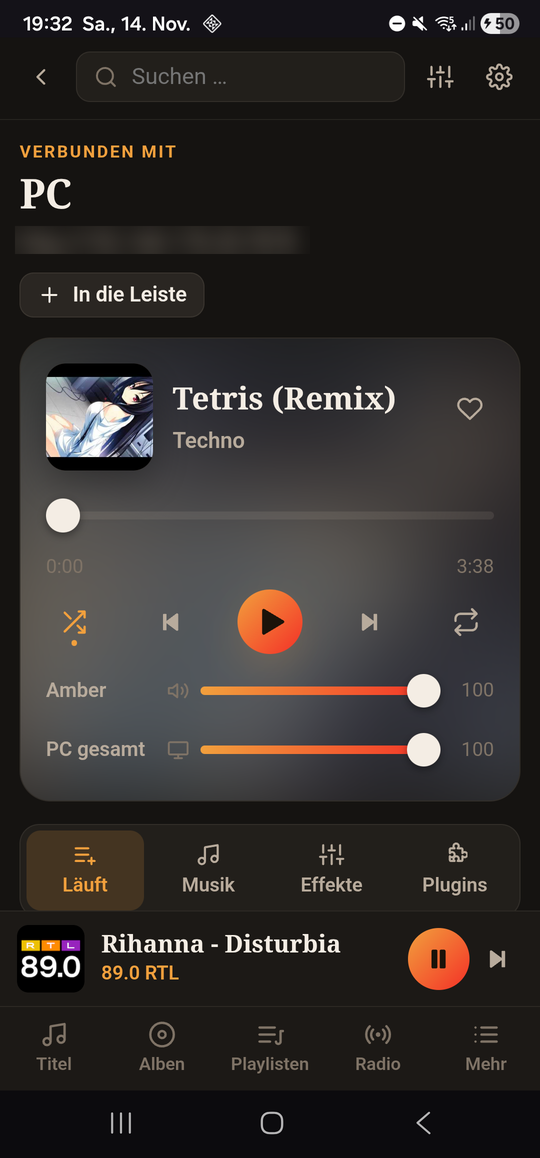 19:32 Sa., 14. Nov.
50
Suchen …
VERBUNDEN MIT
PC
In die Leiste
Tetris (Remix)
Techno
0:00 3:38
Amber 100
PC gesamt 100
Läuft Musik Effekte Plugins
RTL
89.0
Rihanna - Disturbia
89.0 RTL
Titel Alben Playlisten Radio Mehr